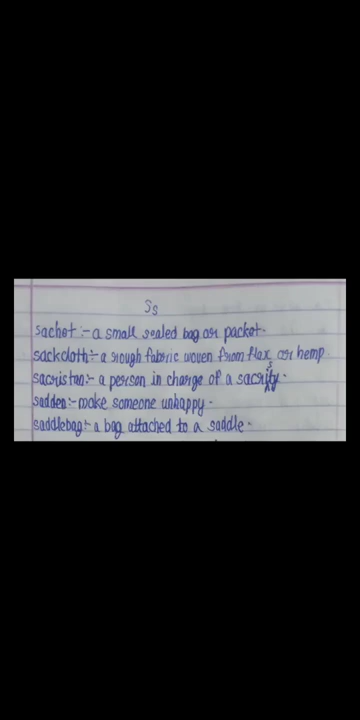 Ss
sachet :- a small sealed bag or packet.
sackcloth :- a rough fabric woven from flax or hemp.
sacristan :- a person in charge of a sacristy.
sadden :- make someone unhappy.
saddlebag :- a bag attached to a saddle.